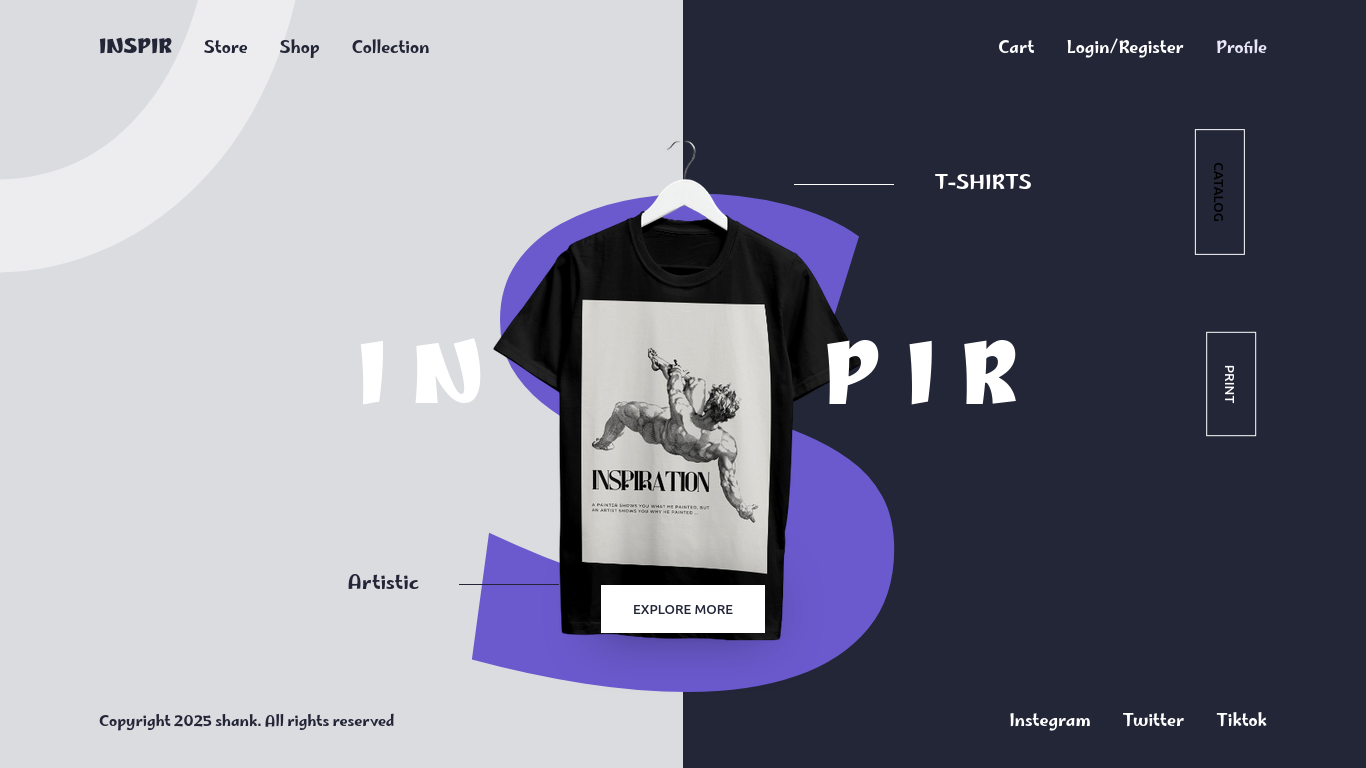 INSPIR Store Shop Collection
Cart Login/Register Profile
T-SHIRTS
CATALOG
INSPIR
PRINT
INSPIRATION
A PAINTER SHOWS YOU WHAT HE PAINTED, BUT
AN ARTIST SHOWS YOU WHY HE PAINTED ...
Artistic
EXPLORE MORE
Copyright 2025 shank. All rights reserved
Instegram Twitter Tiktok